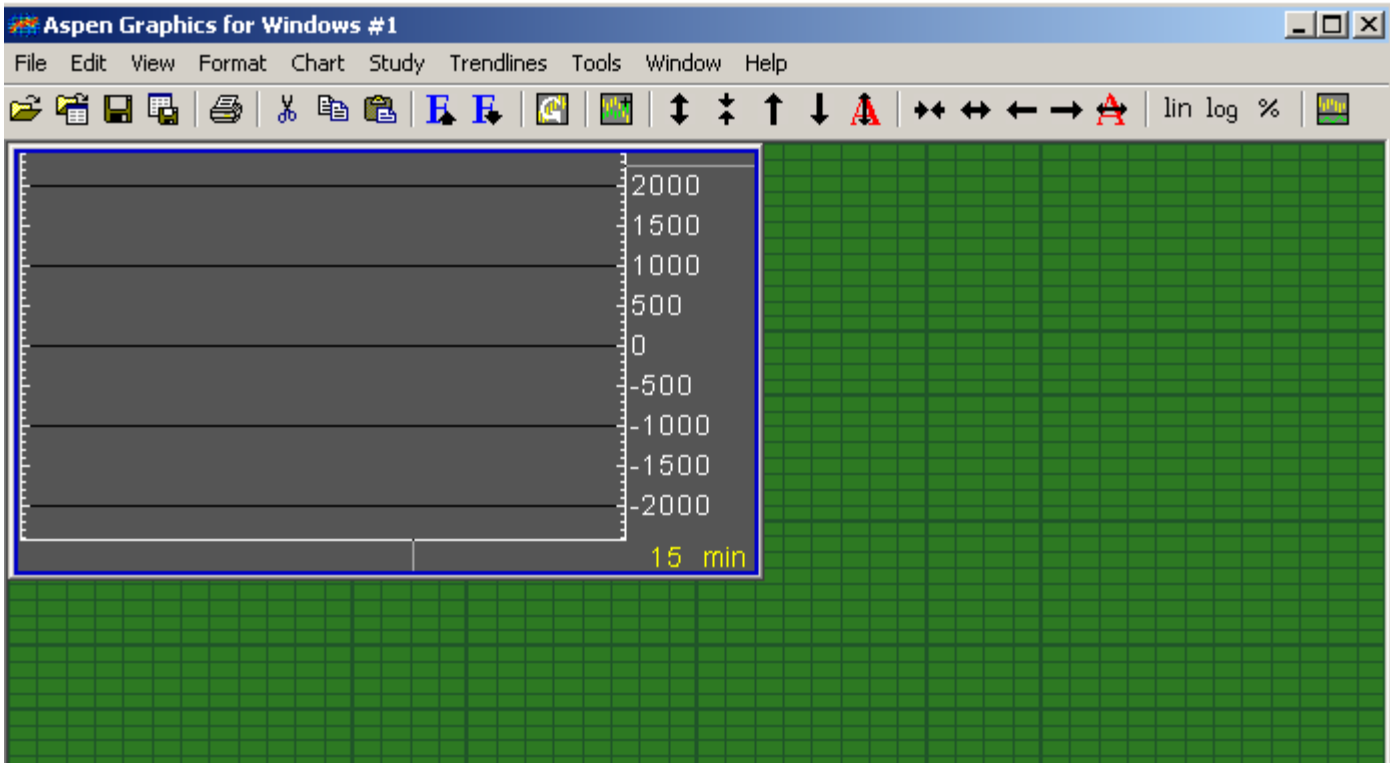 Aspen Graphics for Windows #1
File Edit View Format Chart Study Trendlines Tools Window Help
lin log %
2000
1500
1000
500
0
-500
-1000
-1500
-2000
15 min